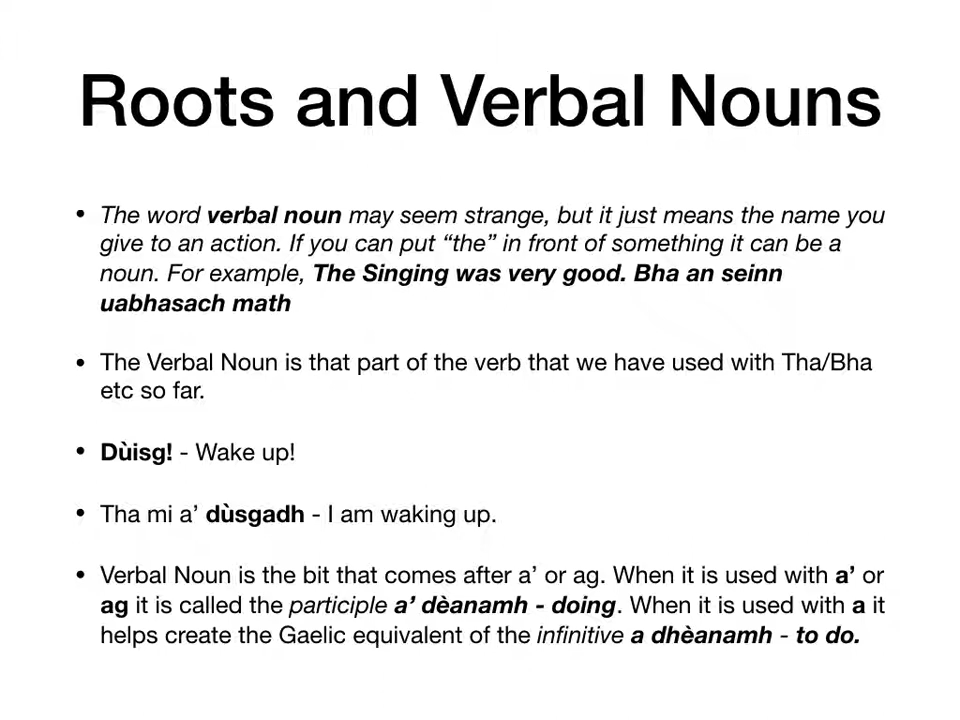 Roots and Verbal Nouns
• The word verbal noun may seem strange, but it just means the name you
give to an action. If you can put “the” in front of something it can be a
noun. For example, The Singing was very good. Bha an seinn
uabhasach math
• The Verbal Noun is that part of the verb that we have used with Tha/Bha
etc so far.
• Dùisg! - Wake up!
• Tha mi a’ dùsgadh - I am waking up.
• Verbal Noun is the bit that comes after a’ or ag. When it is used with a’ or
ag it is called the participle a’ dèanamh - doing. When it is used with a it
helps create the Gaelic equivalent of the infinitive a dhèanamh - to do.